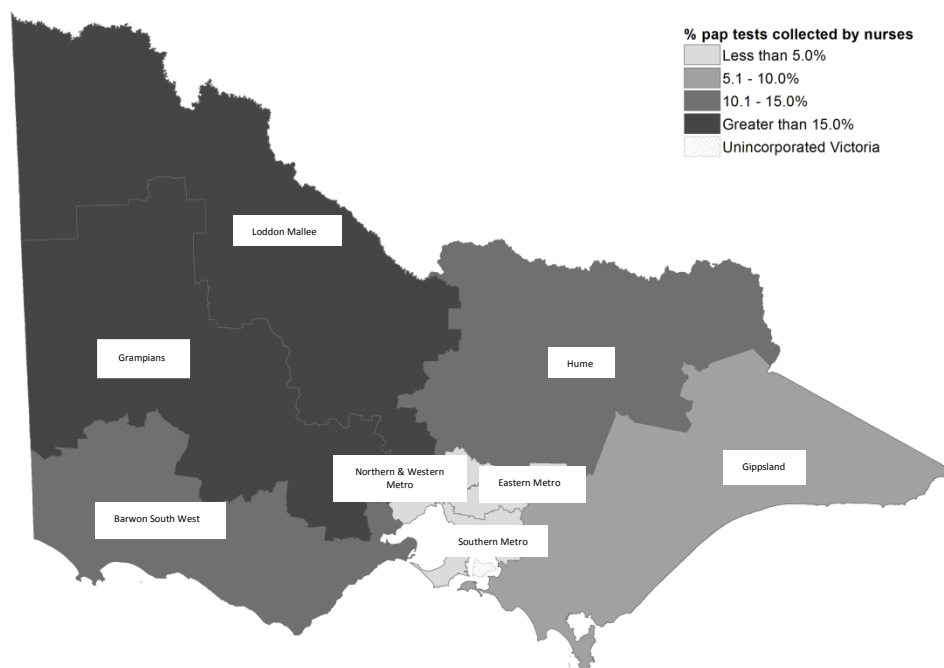 % pap tests collected by nurses
Less than 5.0%
5.1 - 10.0%
10.1 - 15.0%
Greater than 15.0%
Unincorporated Victoria
Loddon Mallee
Grampians
Hume
Northern & Western
Metro
Eastern Metro
Gippsland
Barwon South West
Southern Metro